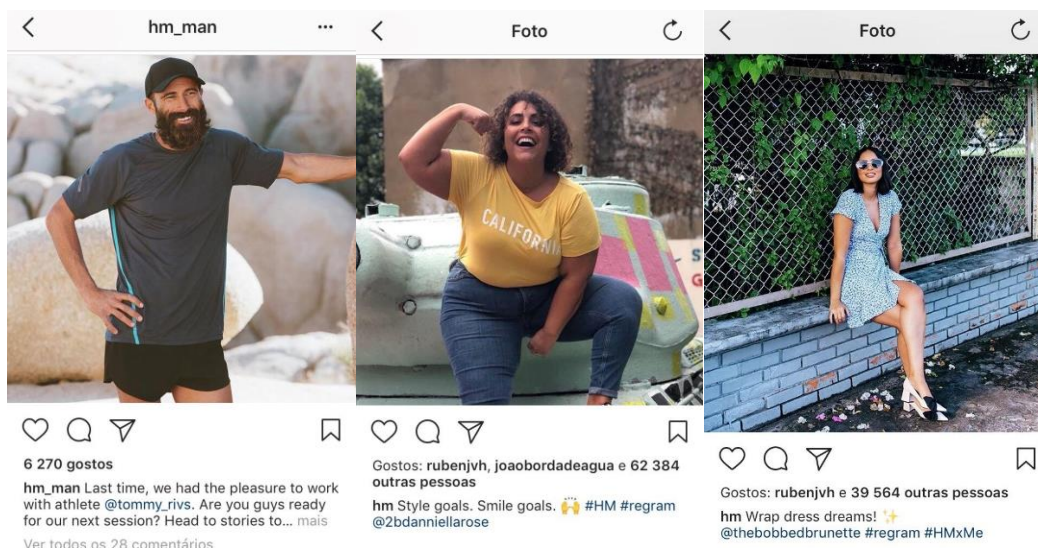 hm_man
6 270 gostos
hm_man Last time, we had the pleasure to work
with athlete @tommy_rivs. Are you guys ready
for our next session? Head to stories to... mais
Ver todos os 28 comentários
Foto
CALIFORNIA
S
G
Gostos: rubenjvh, joaobordadeagua e 62 384
outras pessoas
hm Style goals. Smile goals. 🙌 #HM #regram
@2bdanniellarose
Foto
Gostos: rubenjvh e 39 564 outras pessoas
hm Wrap dress dreams! ✨
@thebobbedbrunette #regram #HMxMe